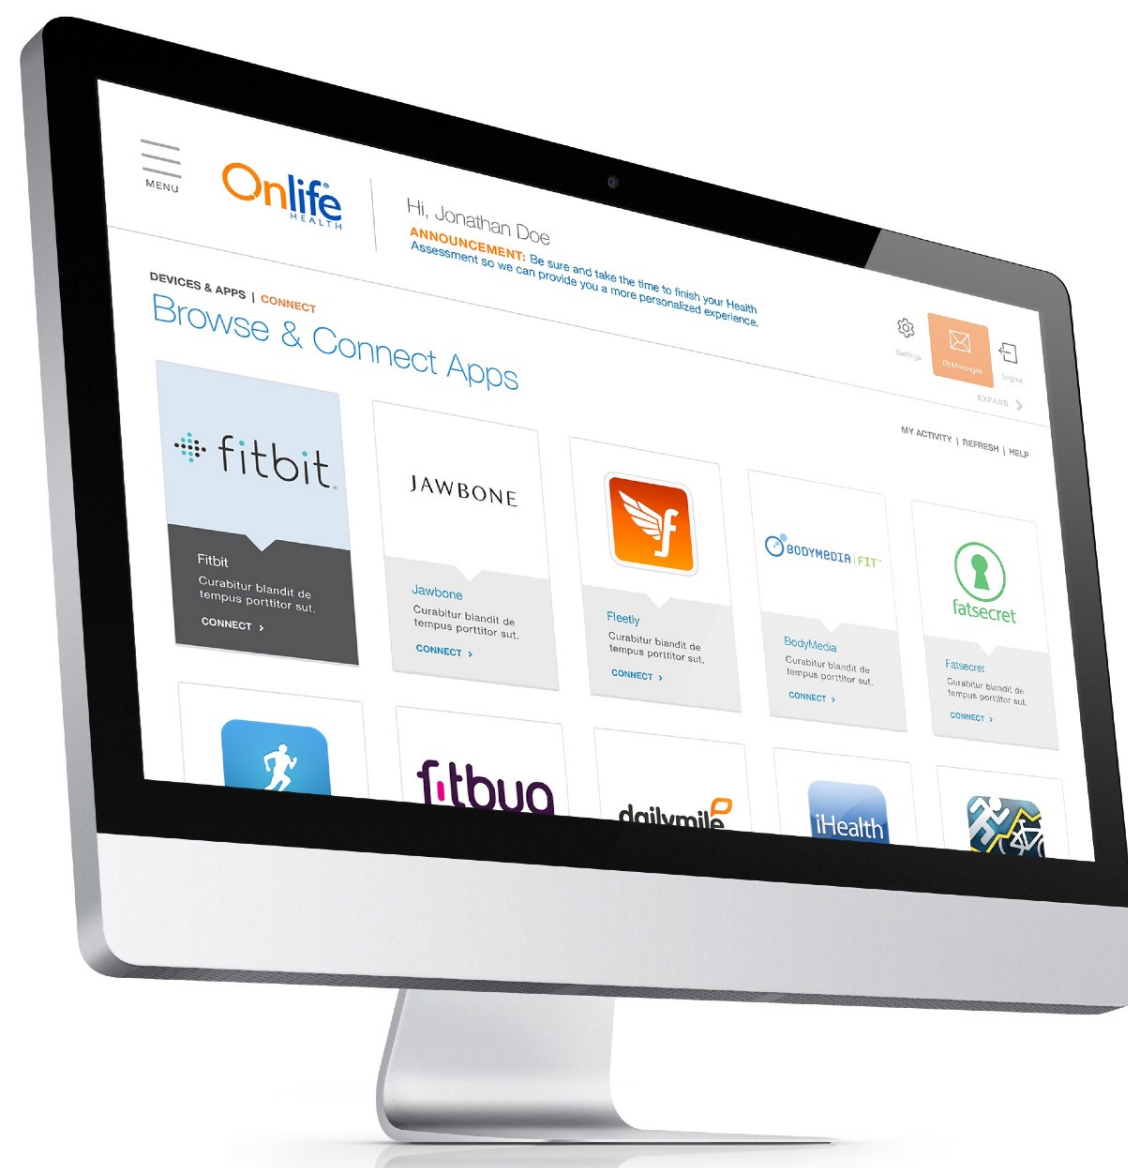 MENU
Onlife
HEALTH
Hi, Jonathan Doe
ANNOUNCEMENT: Be sure and take the time to finish your Health
Assessment so we can provide you a more personalized experience.
Settings
(3) Messages
Logout
EXPAND
DEVICES & APPS | CONNECT
MY ACTIVITY | REFRESH | HELP
Browse & Connect Apps
fitbit.
Fitbit
Curabitur blandit de
tempus porttitor sut.
CONNECT >
JAWBONE
Jawbone
Curabitur blandit de
tempus porttitor sut.
CONNECT >
Fleetly
Curabitur blandit de
tempus porttitor sut.
CONNECT >
BODYMEDIA | FIT™
BodyMedia
Curabitur blandit de
tempus porttitor sut.
CONNECT >
fatsecret
Fatsecret
Curabitur blandit de
tempus porttitor sut.
CONNECT >
fitbug
dailymile
iHealth